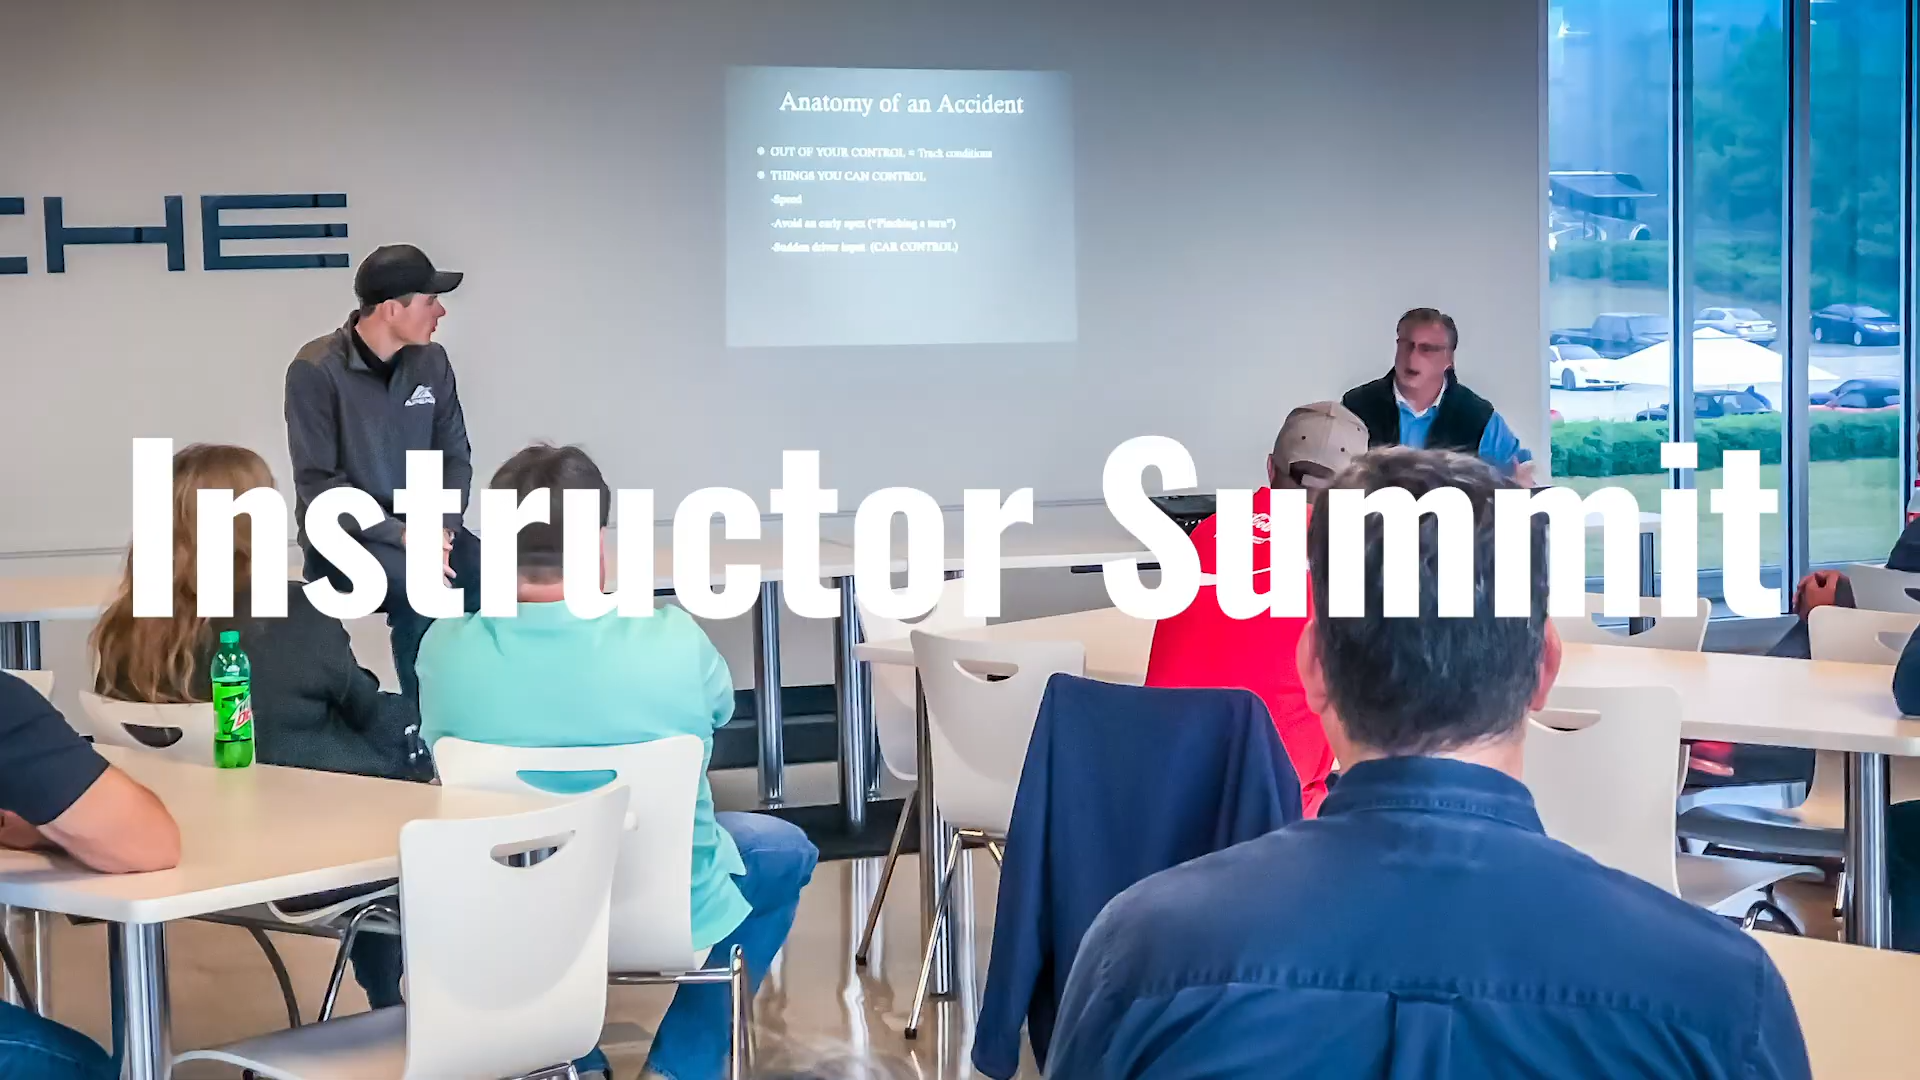 Anatomy of an Accident
OUT OF YOUR CONTROL = Track conditions
THINGS YOU CAN CONTROL
-Speed
-Avoid an early apex ("Pinching a turn")
-Sudden driver input (CAR CONTROL)
CHE
Instructor Summit